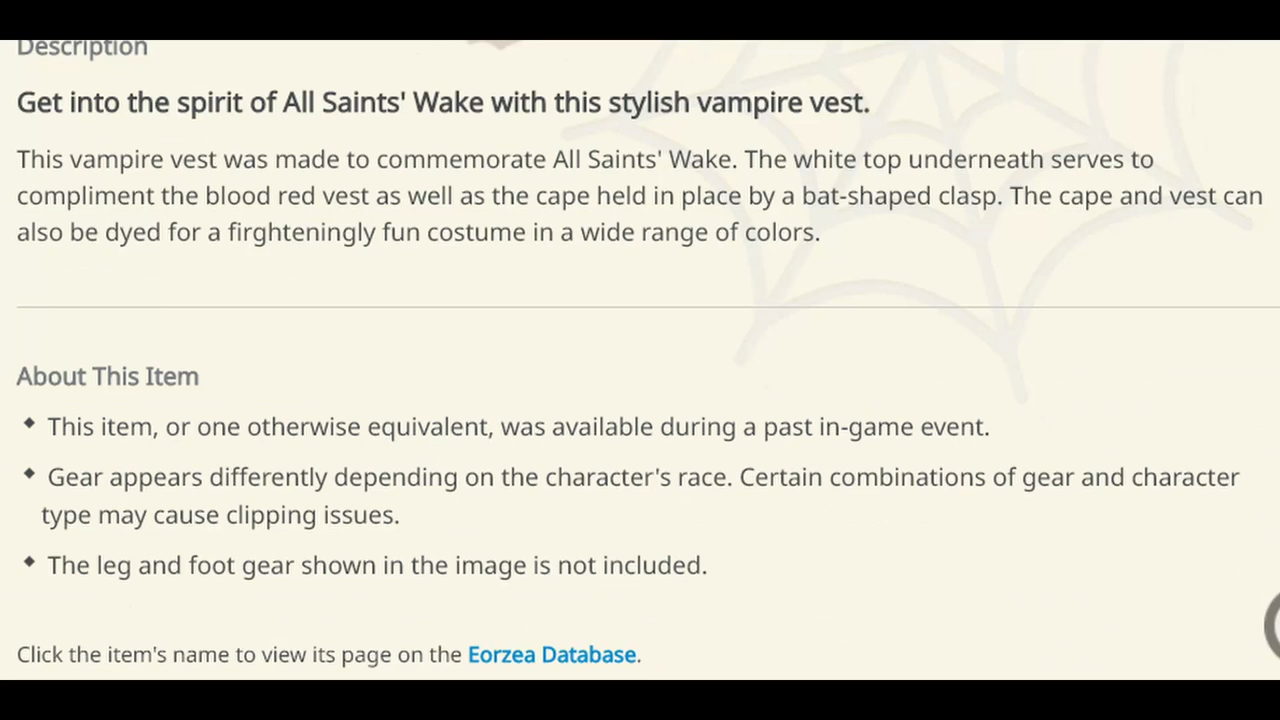 Description
Get into the spirit of All Saints' Wake with this stylish vampire vest.
This vampire vest was made to commemorate All Saints' Wake. The white top underneath serves to
compliment the blood red vest as well as the cape held in place by a bat-shaped clasp. The cape and vest can
also be dyed for a firghteningly fun costume in a wide range of colors.
About This Item
◆ This item, or one otherwise equivalent, was available during a past in-game event.
◆ Gear appears differently depending on the character's race. Certain combinations of gear and character
type may cause clipping issues.
◆ The leg and foot gear shown in the image is not included.
Click the item's name to view its page on the Eorzea Database.